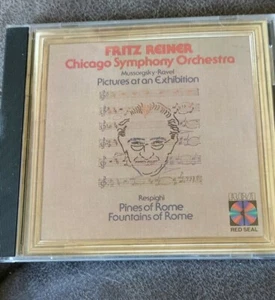 FRITZ REINER
Chicago Symphony Orchestra
Mussorgsky-Ravel
Pictures at an Exhibition
Respighi
Pines of Rome
Fountains of Rome
RCA
RED SEAL